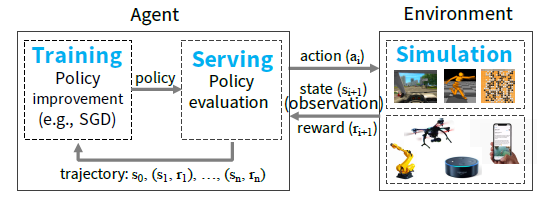 Agent
Environment
Training
Policy
improvement
(e.g., SGD)
policy
Serving
Policy
evaluation
action (aᵢ)
state (sᵢ₊₁)
(observation)
reward (rᵢ₊₁)
Simulation
trajectory: s₀, (s₁, r₁), …, (sₙ, rₙ)